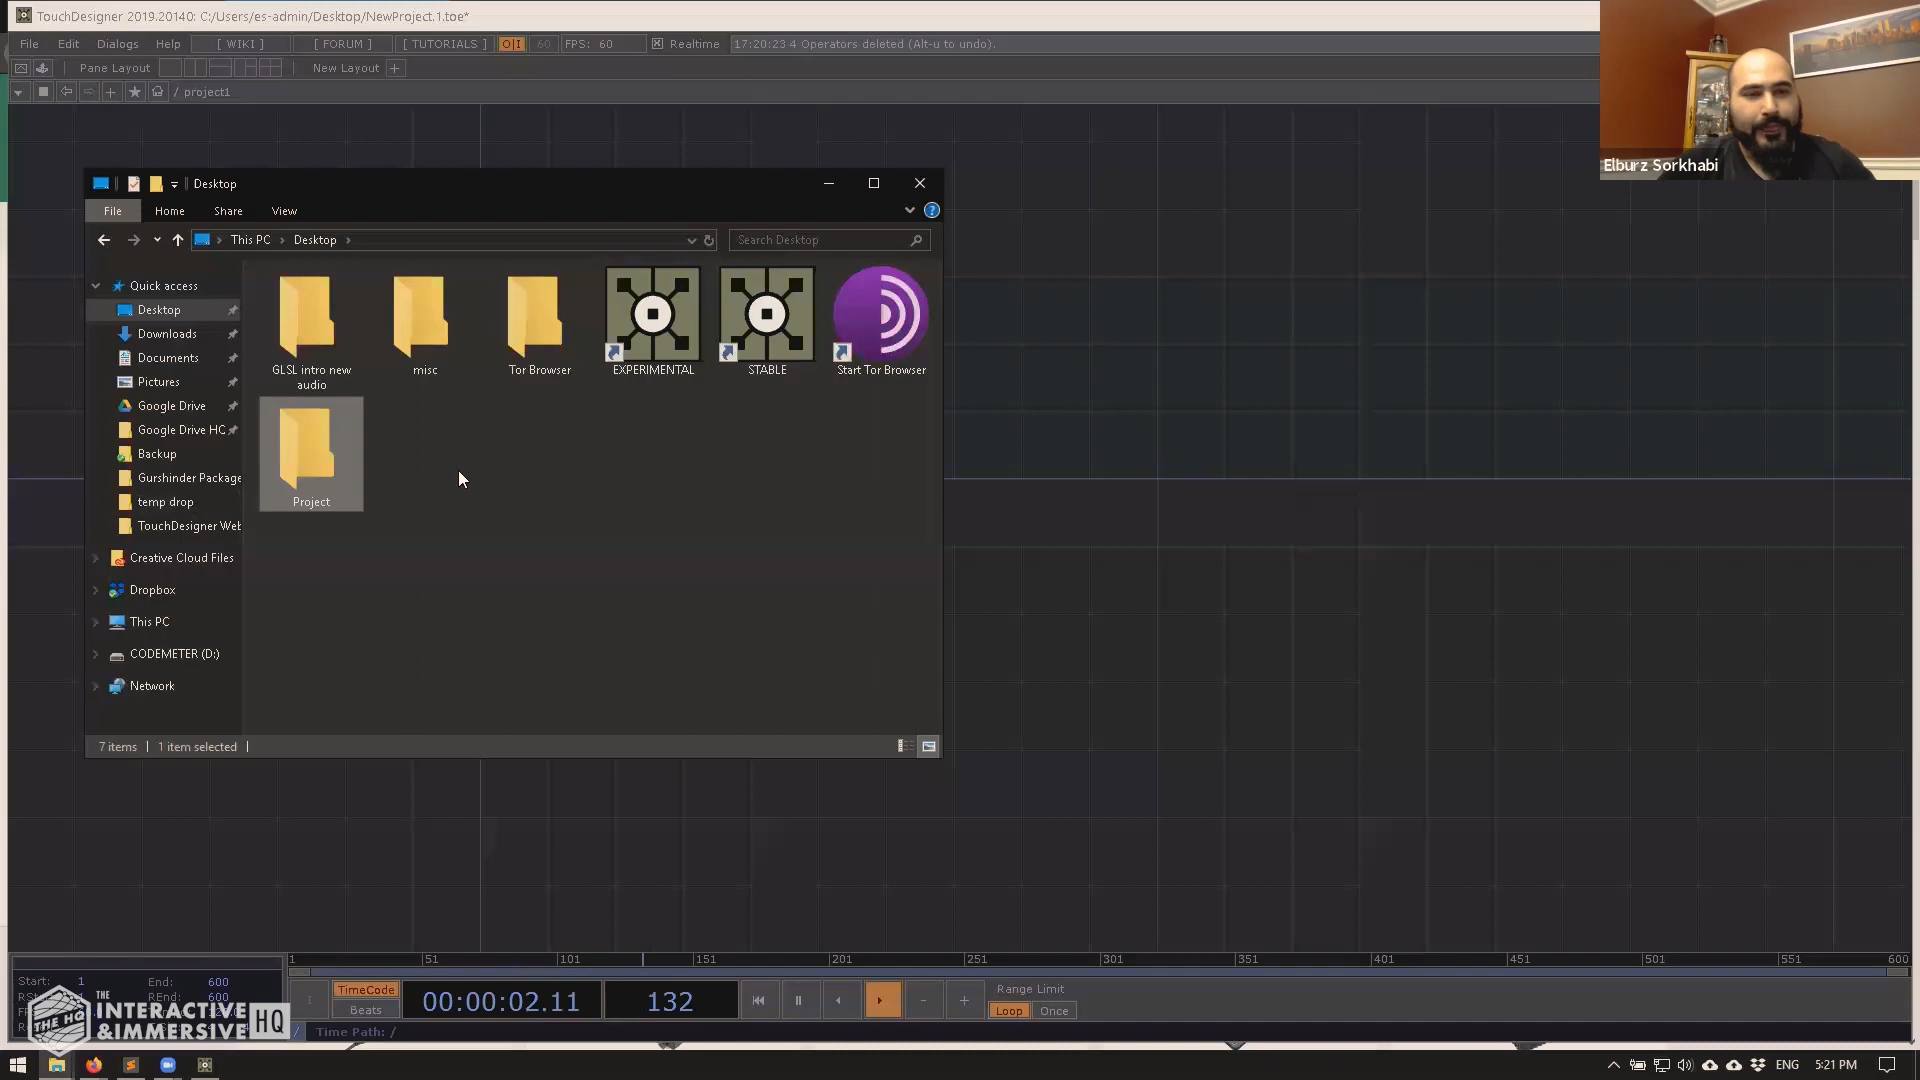 TouchDesigner 2019.20140: C:/Users/es-admin/Desktop/NewProject.1.toe*
File Edit Dialogs Help [ WIKI ] [ FORUM ] [ TUTORIALS ] O|I 60 FPS: 60 Realtime 17:20:23 4 Operators deleted (Alt-u to undo).
Pane Layout New Layout +
/ project1
Elburz Sorkhabi
Desktop
File Home Share View
This PC > Desktop > Search Desktop
Quick access
Desktop
Downloads
Documents
Pictures
Google Drive
Google Drive HC
Backup
Gurshinder Package
temp drop
TouchDesigner Web
Creative Cloud Files
Dropbox
This PC
CODEMETER (D:)
Network
GLSL intro new audio
misc
Tor Browser
EXPERIMENTAL
STABLE
Start Tor Browser
Project
7 items 1 item selected
1 51 101 151 201 251 301 351 401 451 501 551 600
Start: 1 End: 600
REnd: 600
TimeCode
Beats
00:00:02.11 132
Range Limit
Loop Once
Time Path: /
THE INTERACTIVE & IMMERSIVE HQ
THE HQ
ENG 5:21 PM